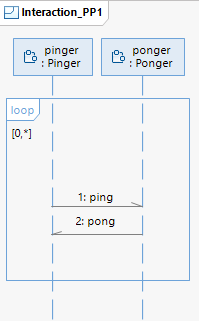 Interaction_PP1
pinger
: Pinger
ponger
: Ponger
loop
[0,*]
1: ping
2: pong